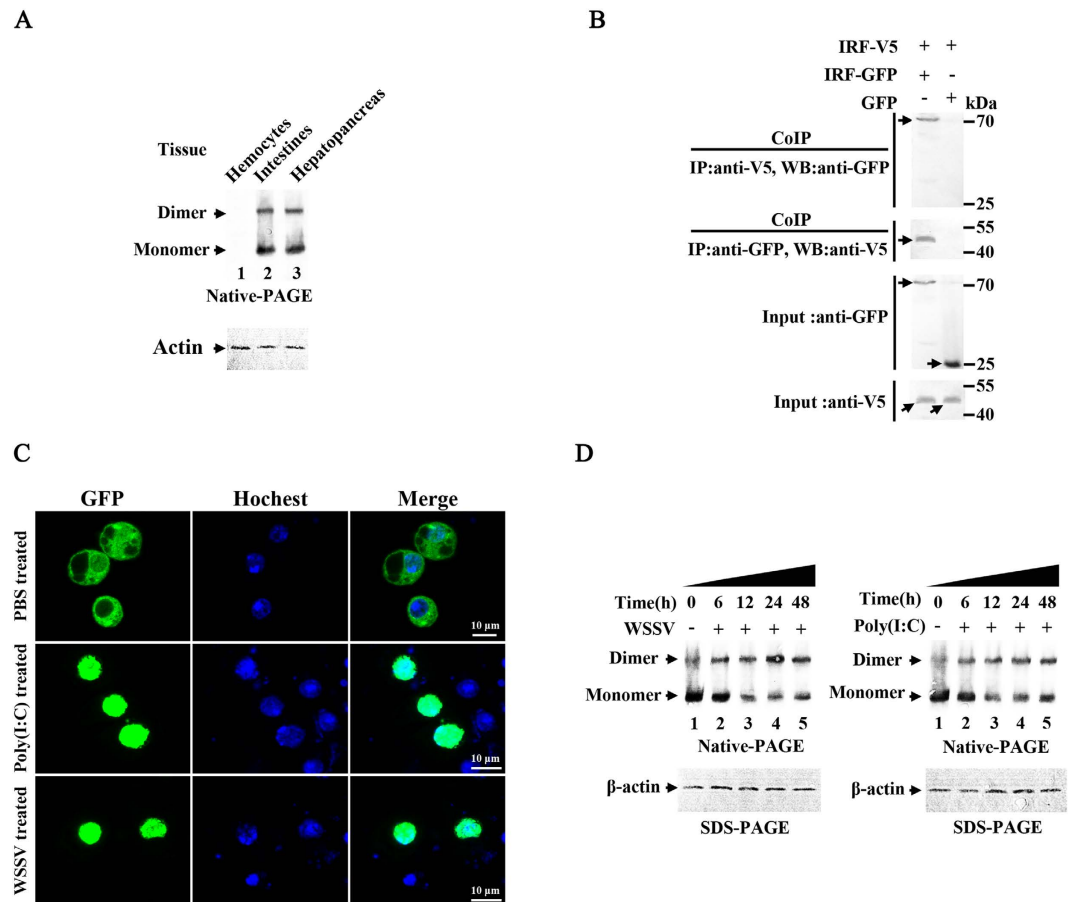 A
Tissue
Hemocytes
Intestines
Hepatopancreas
Dimer
Monomer
1 2 3
Native-PAGE
Actin
B
IRF-V5 + +
IRF-GFP + -
GFP - + kDa
70
CoIP
IP:anti-V5, WB:anti-GFP
25
CoIP
IP:anti-GFP, WB:anti-V5
55
40
70
Input :anti-GFP
25
55
Input :anti-V5
40
C
GFP Hochest Merge
PBS treated
10 μm
Poly(I:C) treated
10 μm
WSSV treated
10 μm
D
Time(h) 0 6 12 24 48
WSSV - + + + +
Dimer
Monomer
1 2 3 4 5
Native-PAGE
β-actin
SDS-PAGE
Time(h) 0 6 12 24 48
Poly(I:C) - + + + +
Dimer
Monomer
1 2 3 4 5
Native-PAGE
β-actin
SDS-PAGE